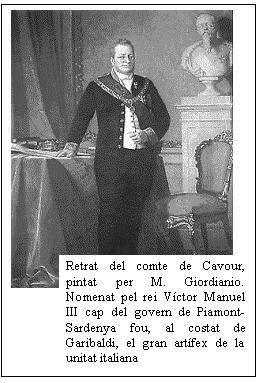 Retrat del comte de Cavour,
pintat per M. Giordianio.
Nomenat pel rei Víctor Manuel
III cap del govern de Piamont-
Sardenya fou, al costat de
Garibaldi, el gran artífex de la
unitat italiana